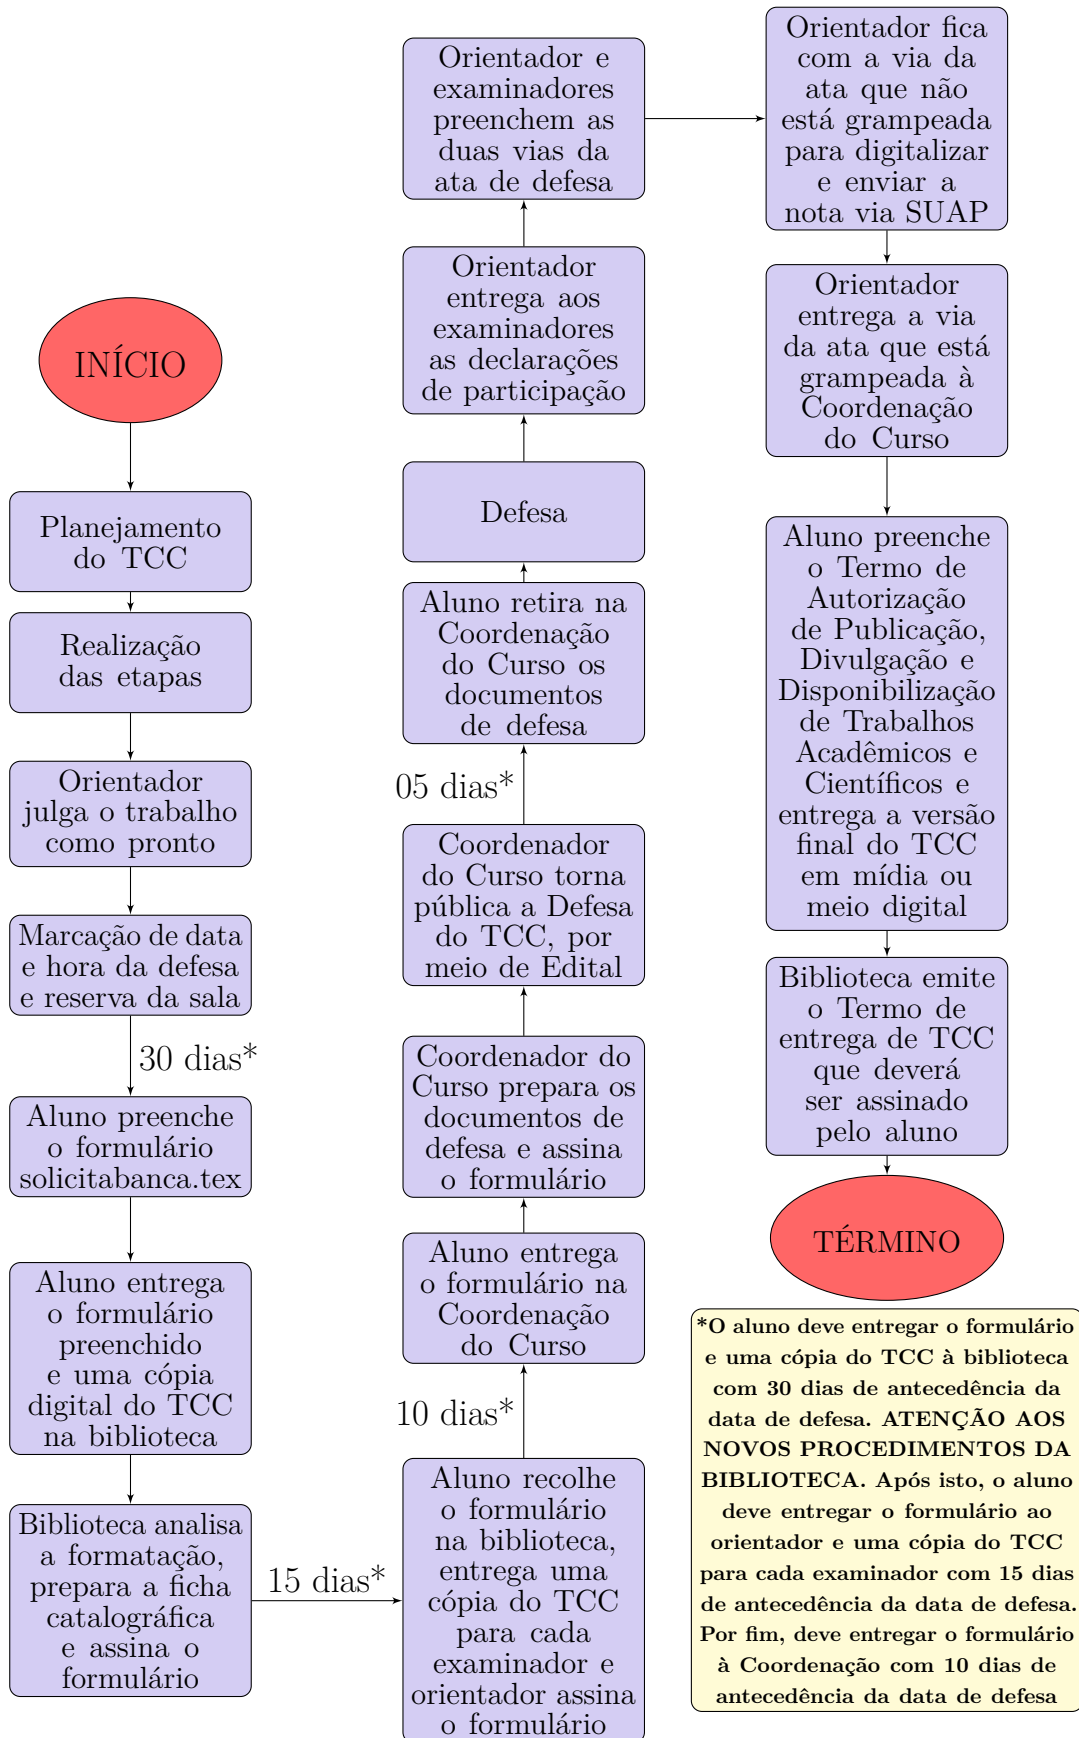 INÍCIO
Planejamento
do TCC
Realização
das etapas
Orientador
julga o trabalho
como pronto
Marcação de data
e hora da defesa
e reserva da sala
30 dias*
Aluno preenche
o formulário
solicitabanca.tex
Aluno entrega
o formulário
preenchido
e uma cópia
digital do TCC
na biblioteca
Biblioteca analisa
a formatação,
prepara a ficha
catalográfica
e assina o
formulário
15 dias*
Aluno recolhe
o formulário
na biblioteca,
entrega uma
cópia do TCC
para cada
examinador e
orientador assina
o formulário
10 dias*
Aluno entrega
o formulário na
Coordenação
do Curso
Coordenador do
Curso prepara os
documentos de
defesa e assina
o formulário
Coordenador
do Curso torna
pública a Defesa
do TCC, por
meio de Edital
05 dias*
Aluno retira na
Coordenação
do Curso os
documentos
de defesa
Defesa
Orientador
entrega aos
examinadores
as declarações
de participação
Orientador e
examinadores
preenchem as
duas vias da
ata de defesa
Orientador fica
com a via da
ata que não
está grampeada
para digitalizar
e enviar a
nota via SUAP
Orientador
entrega a via
da ata que está
grampeada à
Coordenação
do Curso
Aluno preenche
o Termo de
Autorização
de Publicação,
Divulgação e
Disponibilização
de Trabalhos
Acadêmicos e
Científicos e
entrega a versão
final do TCC
em mídia ou
meio digital
Biblioteca emite
o Termo de
entrega de TCC
que deverá
ser assinado
pelo aluno
TÉRMINO
*O aluno deve entregar o formulário
e uma cópia do TCC à biblioteca
com 30 dias de antecedência da
data de defesa. ATENÇÃO AOS
NOVOS PROCEDIMENTOS DA
BIBLIOTECA. Após isto, o aluno
deve entregar o formulário ao
orientador e uma cópia do TCC
para cada examinador com 15 dias
de antecedência da data de defesa.
Por fim, deve entregar o formulário
à Coordenação com 10 dias de
antecedência da data de defesa